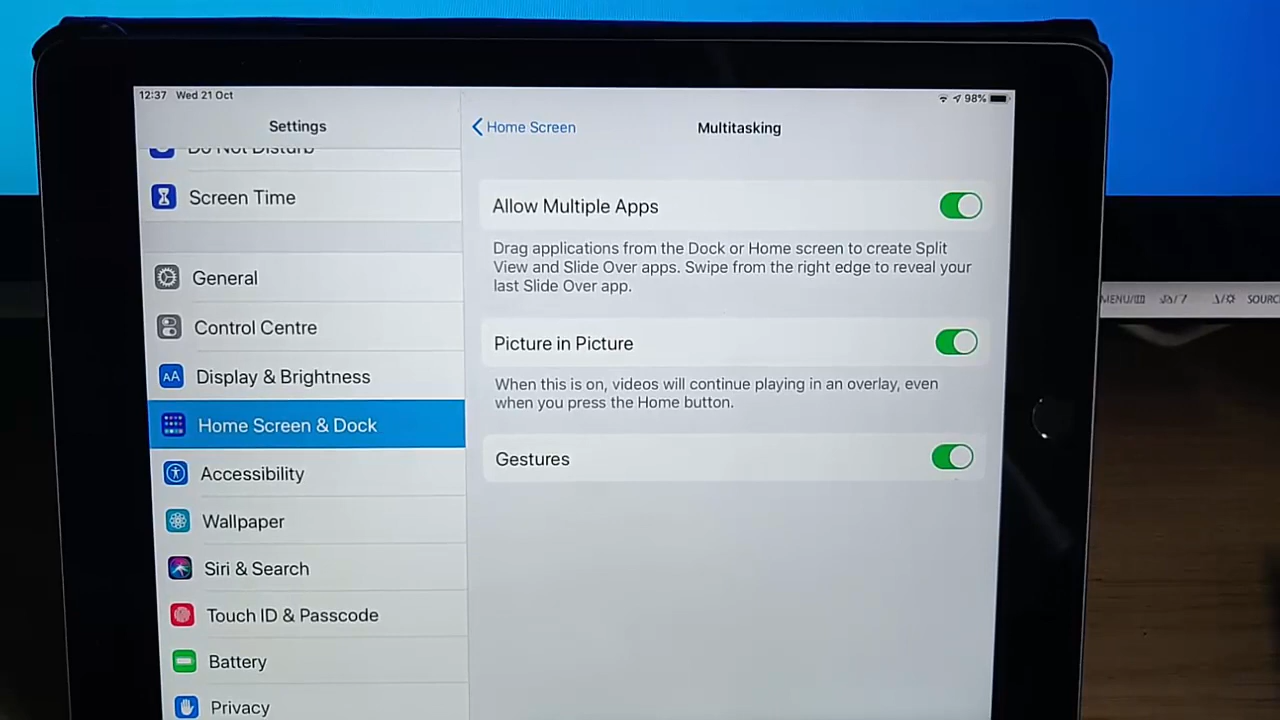 12:37 Wed 21 Oct
98%
Settings
Do Not Disturb
Screen Time
General
Control Centre
Display & Brightness
Home Screen & Dock
Accessibility
Wallpaper
Siri & Search
Touch ID & Passcode
Battery
Privacy
Home Screen
Multitasking
Allow Multiple Apps
Drag applications from the Dock or Home screen to create Split
View and Slide Over apps. Swipe from the right edge to reveal your
last Slide Over app.
Picture in Picture
When this is on, videos will continue playing in an overlay, even
when you press the Home button.
Gestures
MENU/